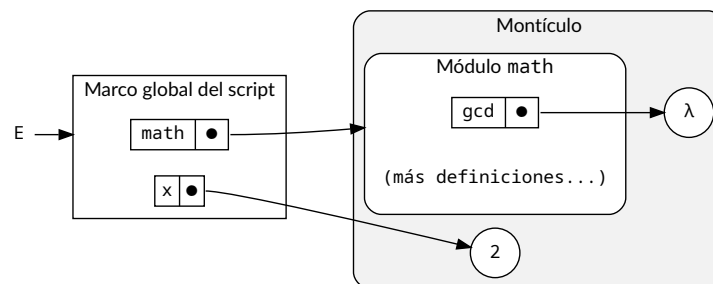 Montículo
Marco global del script
Módulo math
math
gcd
λ
E
x
(más definiciones...)
2